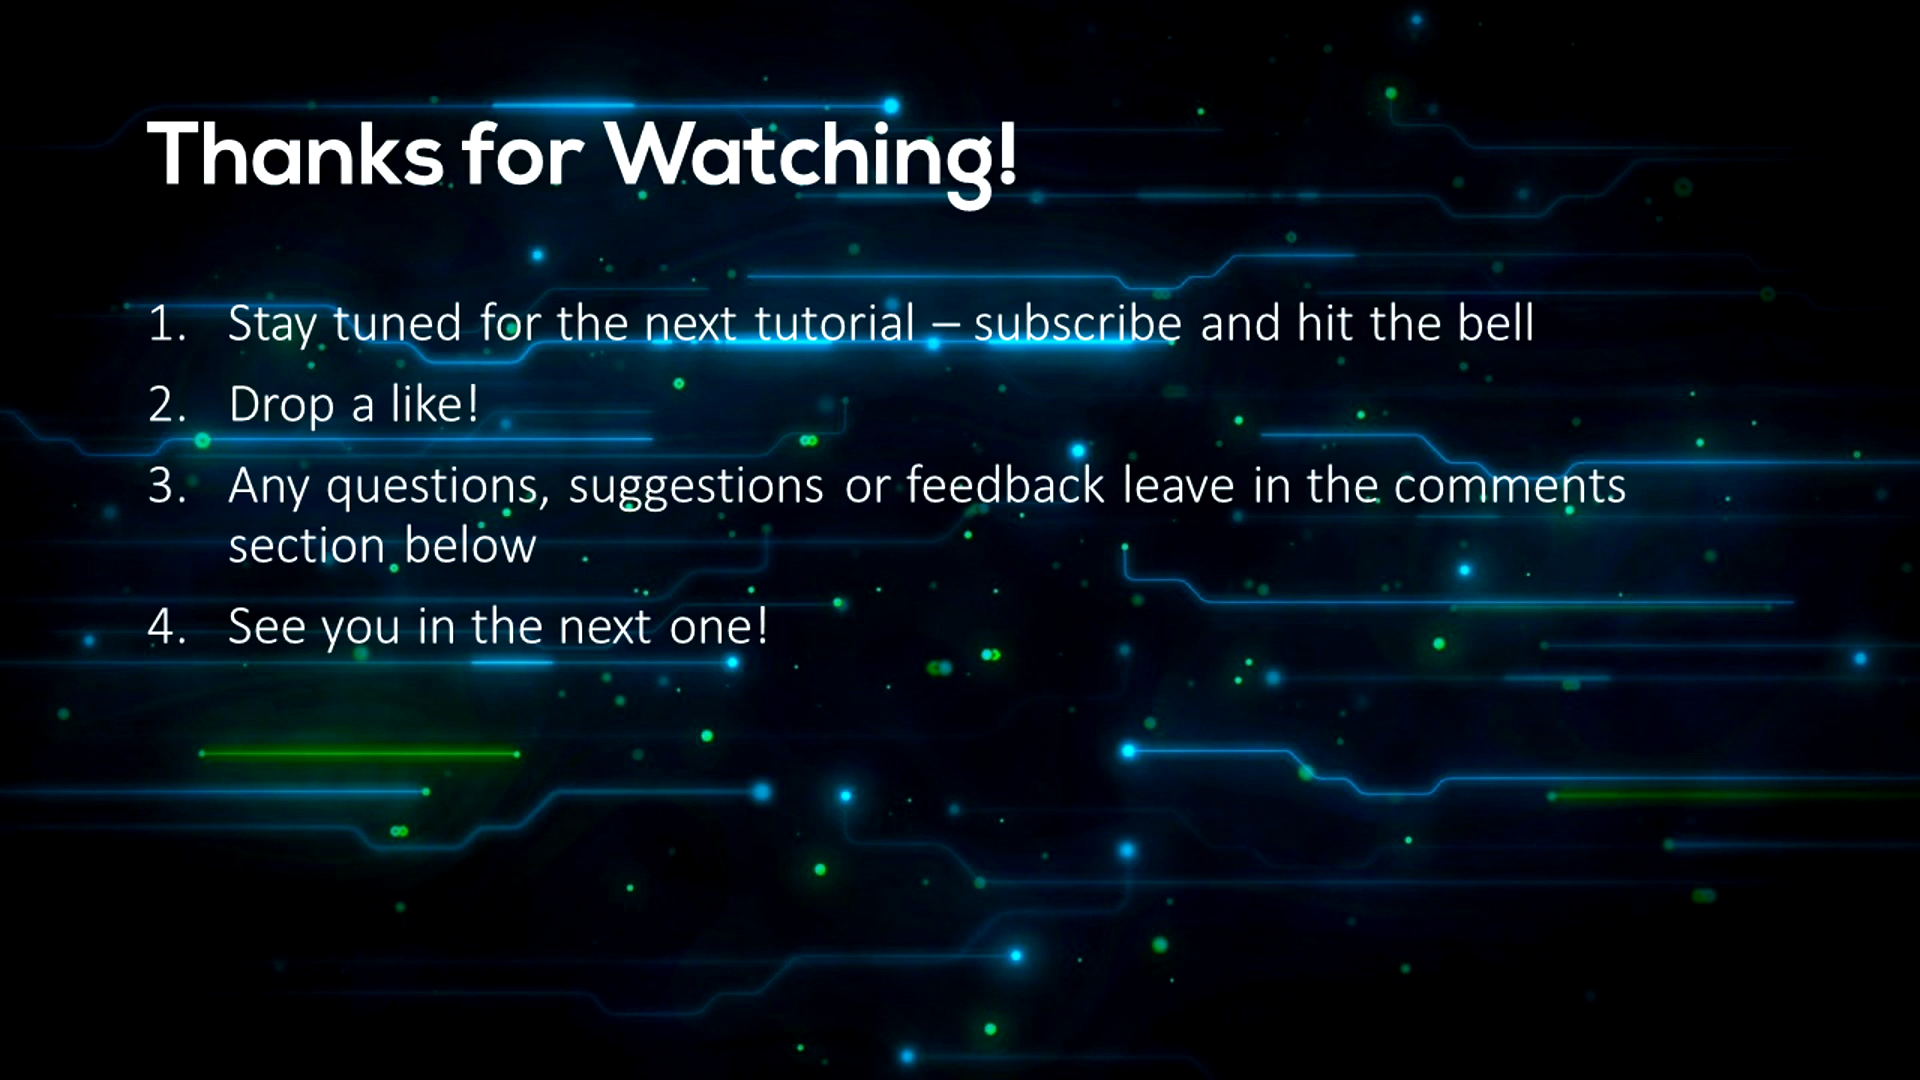 Thanks for Watching!
1. Stay tuned for the next tutorial – subscribe and hit the bell
2. Drop a like!
3. Any questions, suggestions or feedback leave in the comments
section below
4. See you in the next one!